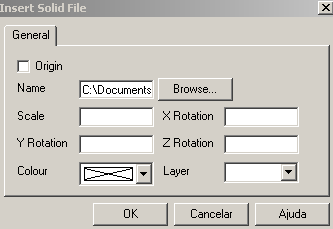 Insert Solid File
General
Origin
Name C:\Documents Browse...
Scale X Rotation
Y Rotation Z Rotation
Colour Layer
OK Cancelar Ajuda